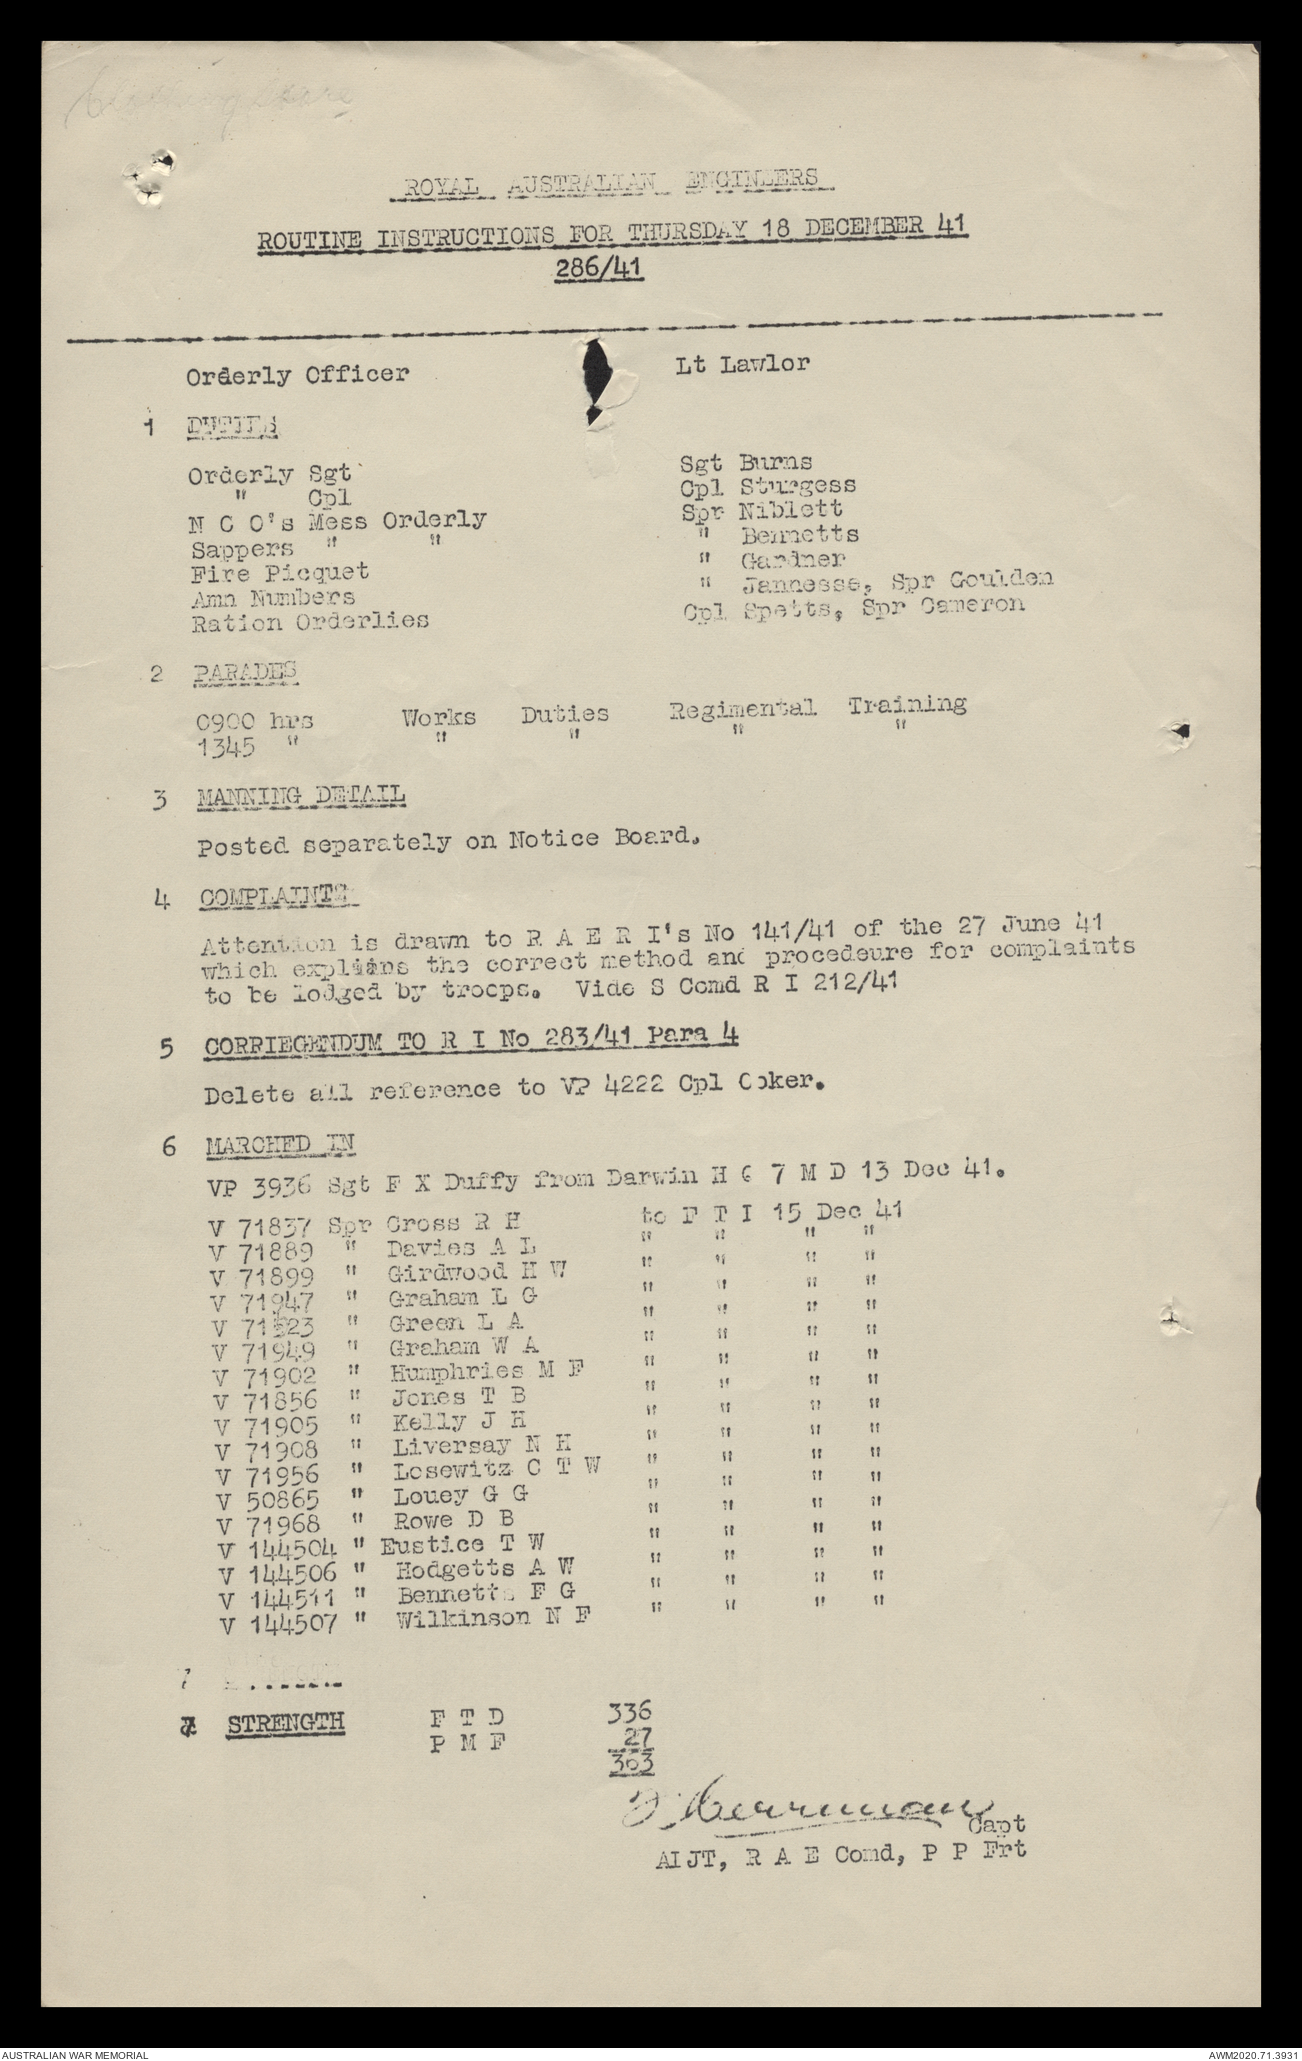 Clothing Store
ROYAL AUSTRALIAN ENGINEERS
ROUTINE INSTRUCTIONS FOR THURSDAY 18 DECEMBER 41
286/41
Orderly Officer Lt Lawlor
1 DUTIES
Orderly Sgt Sgt Burns
" Cpl Cpl Sturgess
N C O's Mess Orderly Spr Niblett
Sappers " " " Bennetts
Fire Picquet " Gardner
Amn Numbers " Jannesse, Spr Goulden
Ration Orderlies Cpl Spetts, Spr Cameron
2 PARADES
0900 hrs Works Duties Regimental Training
1345 " " " " "
3 MANNING DETAIL
Posted separately on Notice Board.
4 COMPLAINTS
Attention is drawn to R A E R I's No 141/41 of the 27 June 41
which expliains the correct method and procedeure for complaints
to be lodged by troops. Vide S Comd R I 212/41
5 CORRIEGENDUM TO R I No 283/41 Para 4
Delete all reference to VP 4222 Cpl Coker.
6 MARCHED IN
VP 3936 Sgt F X Duffy from Darwin H Q 7 M D 13 Dec 41.
V 71837 Spr Cross R H to F T I 15 Dec 41
V 71889 " Davies A L " " " "
V 71899 " Girdwood H W " " " "
V 71947 " Graham L G " " " "
V 71523 " Green L A " " " "
V 71949 " Graham W A " " " "
V 71902 " Humphries M F " " " "
V 71856 " Jones T B " " " "
V 71905 " Kelly J H " " " "
V 71908 " Liversay N H " " " "
V 71956 " Losewitz C T W " " " "
V 50865 " Louey G G " " " "
V 71968 " Rowe D B " " " "
V 144504 " Eustice T W " " " "
V 144506 " Hodgetts A W " " " "
V 144511 " Bennetts F G " " " "
V 144507 " Wilkinson N F " " " "
7
7 STRENGTH F T D 336
P M F 27
363
Capt
AIJT, R A E Comd, P P Frt
AUSTRALIAN WAR MEMORIAL AWM2020.71.3931